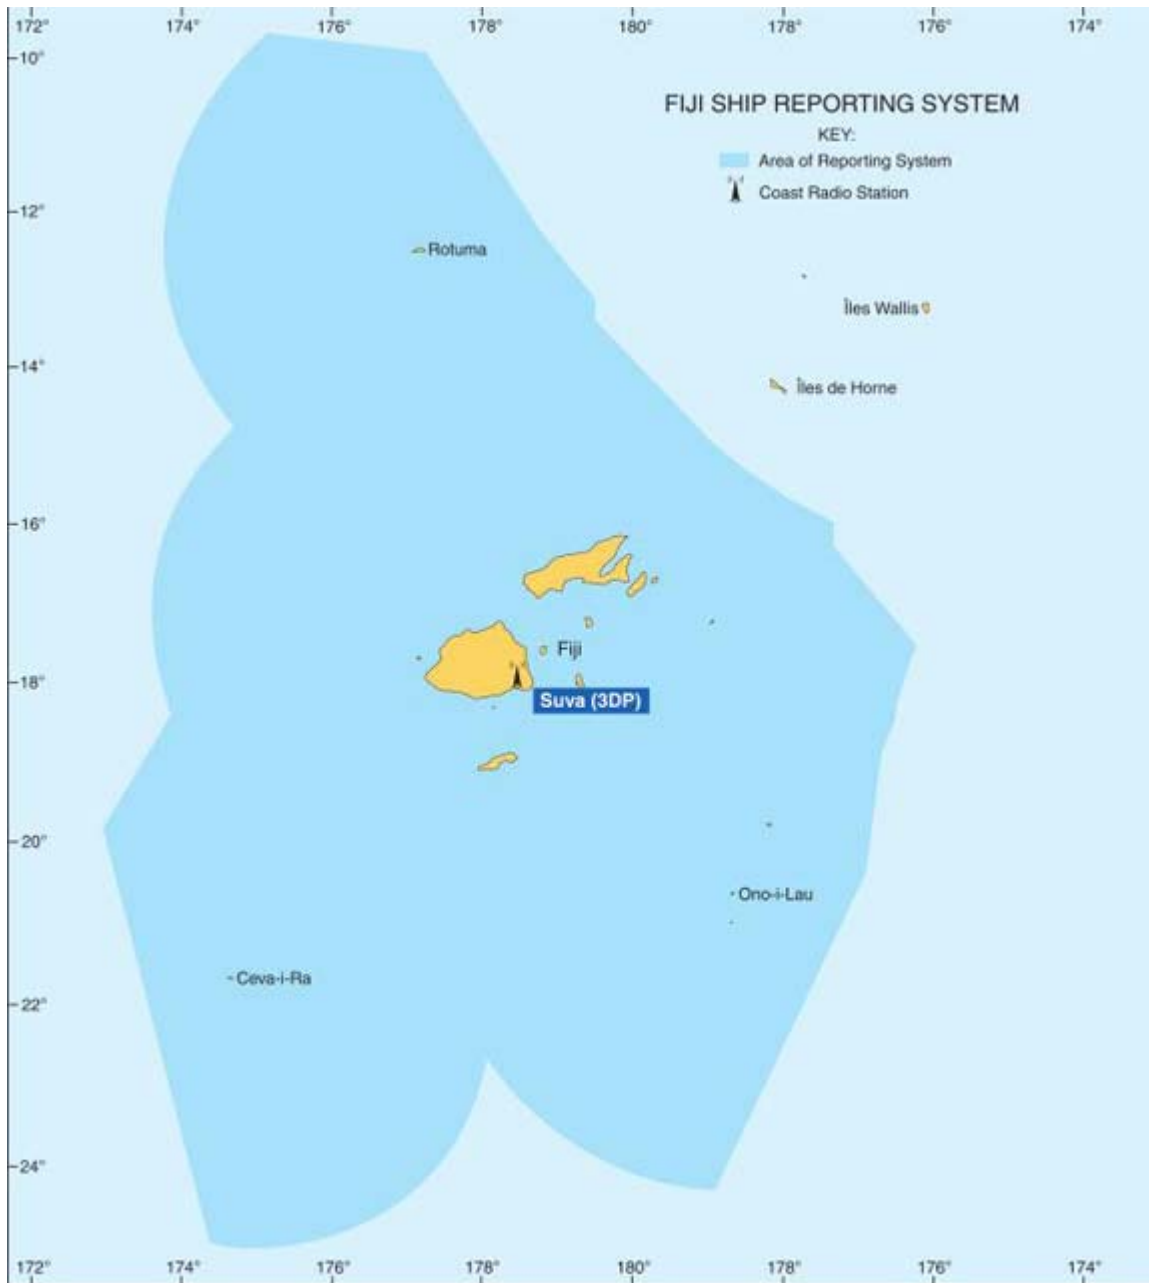 172° 174° 176° 178° 180° 178° 176° 174°
10°
FIJI SHIP REPORTING SYSTEM
KEY:
Area of Reporting System
Coast Radio Station
12°
Rotuma
Îles Wallis
14°
Îles de Horne
16°
Fiji
18°
Suva (3DP)
20°
Ono-i-Lau
Ceva-i-Ra
22°
24°
172° 174° 176° 178° 180° 178° 176° 174°